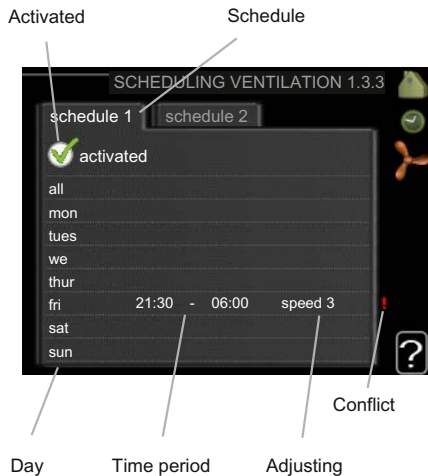 Activated Schedule
SCHEDULING VENTILATION 1.3.3
schedule 1 schedule 2
activated
all
mon
tues
we
thur
fri 21:30 - 06:00 speed 3 !
sat
sun
?
Conflict
Day Time period Adjusting